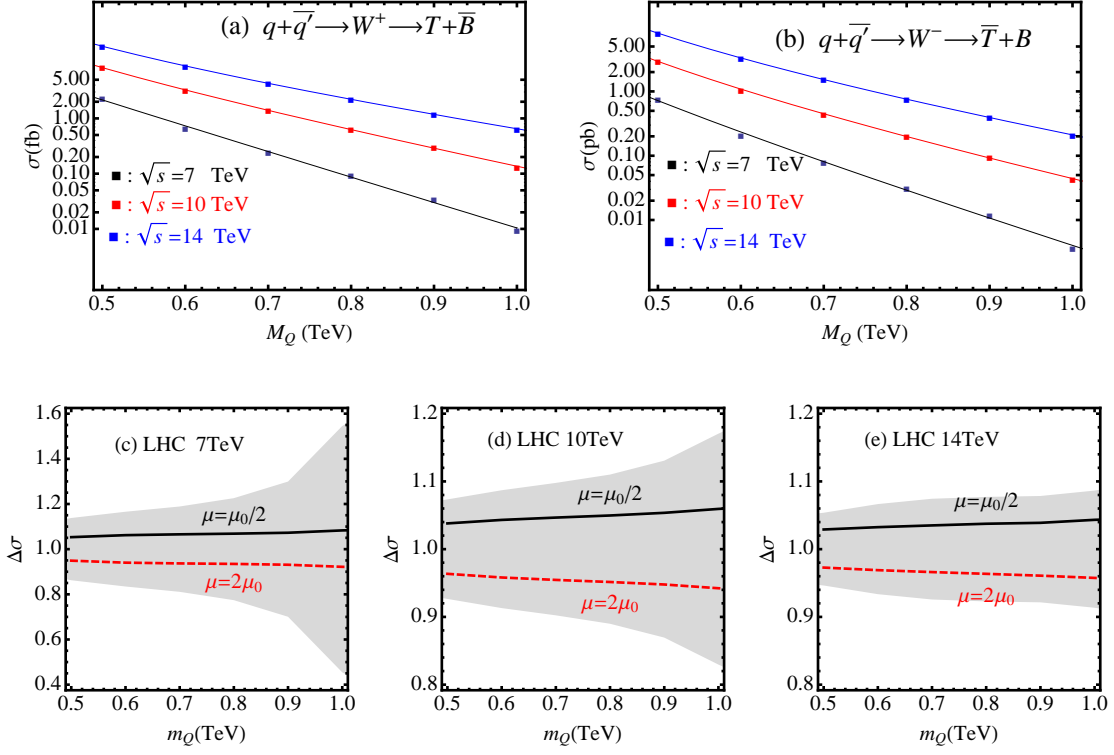 (a) q+q̅'⟶W⁺⟶T+B̅
σ(fb)
5.00
2.00
1.00
0.50
0.20
0.10
0.05
0.02
0.01
■ : √s =7 TeV
■ : √s =10 TeV
■ : √s =14 TeV
0.5 0.6 0.7 0.8 0.9 1.0
M_Q (TeV)
(b) q+q̅'⟶W⁻⟶T̅+B
σ(pb)
5.00
2.00
1.00
0.50
0.20
0.10
0.05
0.02
0.01
■ : √s =7 TeV
■ : √s =10 TeV
■ : √s =14 TeV
0.5 0.6 0.7 0.8 0.9 1.0
M_Q (TeV)
(c) LHC 7TeV
Δσ
1.6
1.4
1.2
1.0
0.8
0.6
0.4
μ=μ₀/2
μ=2μ₀
0.5 0.6 0.7 0.8 0.9 1.0
m_Q(TeV)
(d) LHC 10TeV
Δσ
1.2
1.1
1.0
0.9
0.8
μ=μ₀/2
μ=2μ₀
0.5 0.6 0.7 0.8 0.9 1.0
m_Q(TeV)
(e) LHC 14TeV
Δσ
1.2
1.1
1.0
0.9
0.8
μ=μ₀/2
μ=2μ₀
0.5 0.6 0.7 0.8 0.9 1.0
m_Q(TeV)